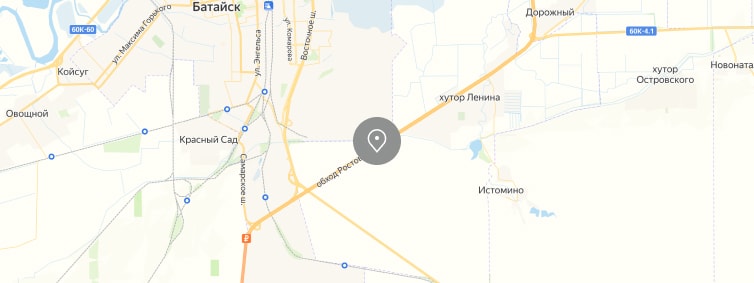 Батайск
60К-60
ул. Максима Горького
Койсуг
Овощной
ул. Энгельса
ул. Комарова
Восточное ш.
Красный Сад
Самарское ш.
обход Росто
Дорожный
60К-4.1
хутор Ленина
хутор
Островского
Новоната
Истомино